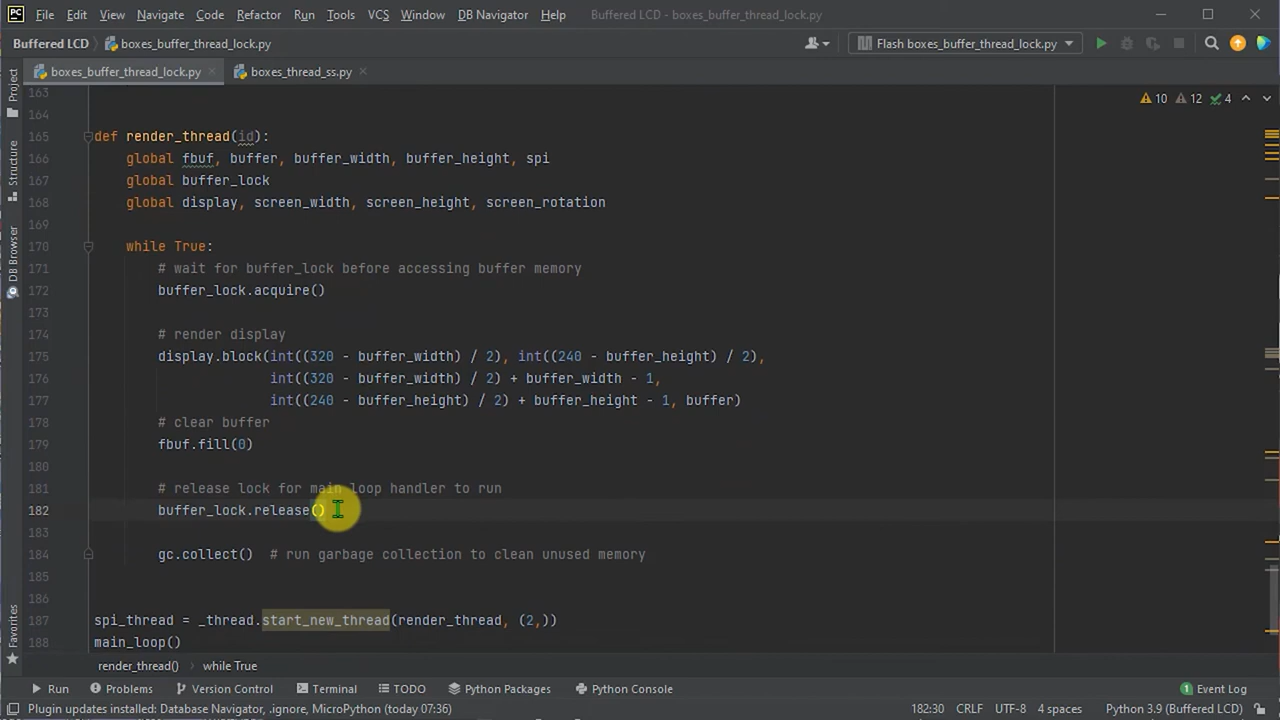 PC File Edit View Navigate Code Refactor Run Tools VCS Window DB Navigator Help Buffered LCD - boxes_buffer_thread_lock.py
Buffered LCD boxes_buffer_thread_lock.py Flash boxes_buffer_thread_lock.py
boxes_buffer_thread_lock.py boxes_thread_ss.py
Project
Structure
DB Browser
Favorites
10 12 4
163
164
165 def render_thread(id):
166 global fbuf, buffer, buffer_width, buffer_height, spi
167 global buffer_lock
168 global display, screen_width, screen_height, screen_rotation
169
170 while True:
171 # wait for buffer_lock before accessing buffer memory
172 buffer_lock.acquire()
173
174 # render display
175 display.block(int((320 - buffer_width) / 2), int((240 - buffer_height) / 2),
176 int((320 - buffer_width) / 2) + buffer_width - 1,
177 int((240 - buffer_height) / 2) + buffer_height - 1, buffer)
178 # clear buffer
179 fbuf.fill(0)
180
181 # release lock for main loop handler to run
182 buffer_lock.release()
183
184 gc.collect() # run garbage collection to clean unused memory
185
186
187 spi_thread = _thread.start_new_thread(render_thread, (2,))
188 main_loop()
render_thread() while True
Run Problems Version Control Terminal TODO Python Packages Python Console 1 Event Log
Plugin updates installed: Database Navigator, .ignore, MicroPython (today 07:36) 182:30 CRLF UTF-8 4 spaces Python 3.9 (Buffered LCD)